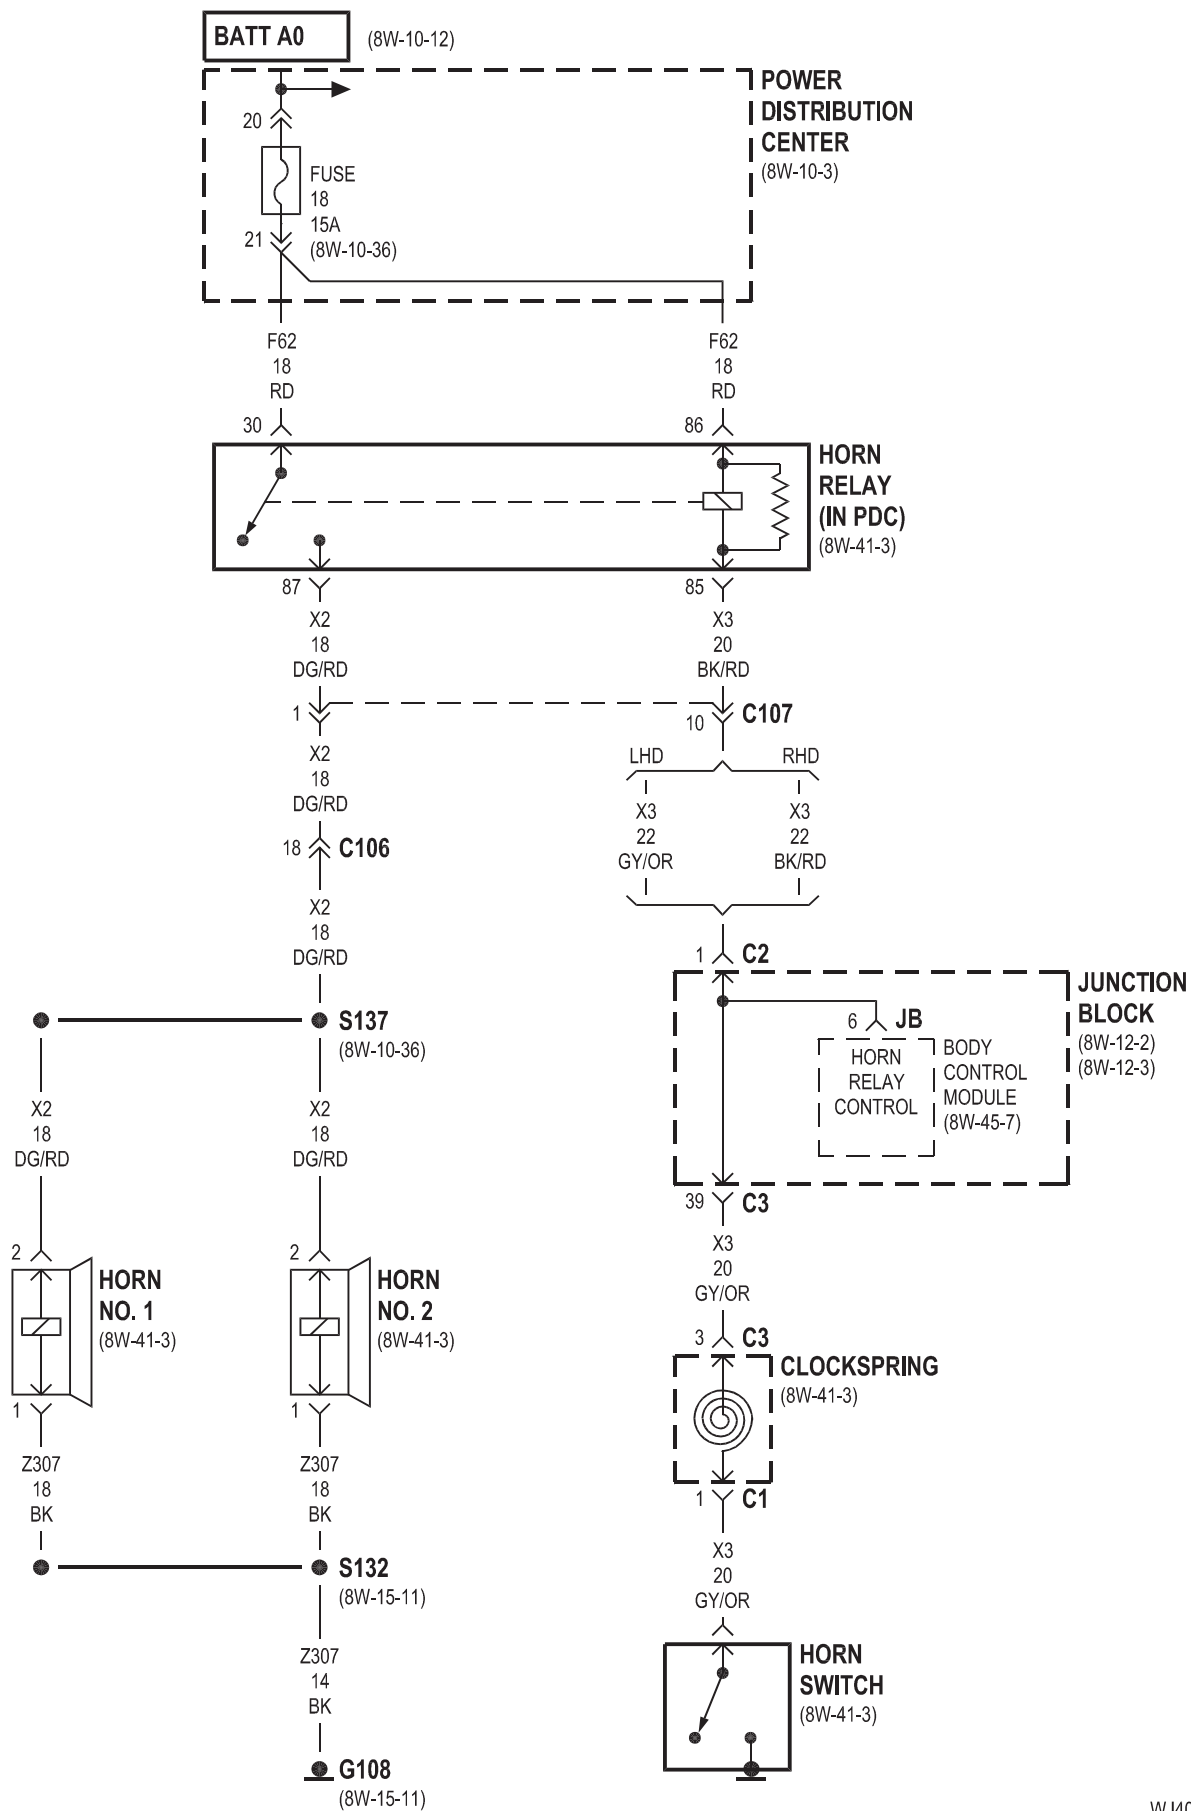 BATT A0
(8W-10-12)
POWER
DISTRIBUTION
CENTER
(8W-10-3)
20
FUSE
18
15A
(8W-10-36)
21
F62
18
RD
F62
18
RD
30
86
HORN
RELAY
(IN PDC)
(8W-41-3)
87
85
X2
18
DG/RD
X3
20
BK/RD
1
10
C107
X2
18
DG/RD
LHD
RHD
X3
22
GY/OR
X3
22
BK/RD
18
C106
X2
18
DG/RD
1
C2
JUNCTION
BLOCK
(8W-12-2)
(8W-12-3)
6
JB
HORN
RELAY
CONTROL
BODY
CONTROL
MODULE
(8W-45-7)
S137
(8W-10-36)
X2
18
DG/RD
X2
18
DG/RD
39
C3
X3
20
GY/OR
2
HORN
NO. 1
(8W-41-3)
1
2
HORN
NO. 2
(8W-41-3)
1
3
C3
CLOCKSPRING
(8W-41-3)
1
C1
Z307
18
BK
Z307
18
BK
X3
20
GY/OR
S132
(8W-15-11)
Z307
14
BK
HORN
SWITCH
(8W-41-3)
G108
(8W-15-11)